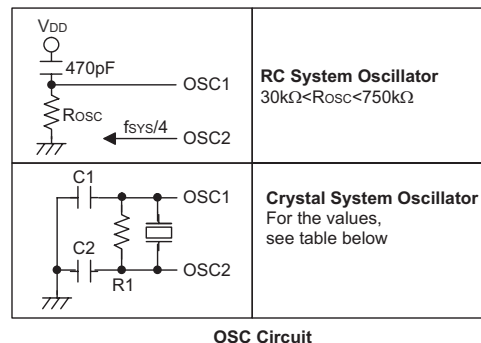 VDD
470pF
OSC1
ROSC
fSYS/4
OSC2
RC System Oscillator
30kΩ<ROSC<750kΩ
C1
OSC1
C2
R1
OSC2
Crystal System Oscillator
For the values,
see table below
OSC Circuit